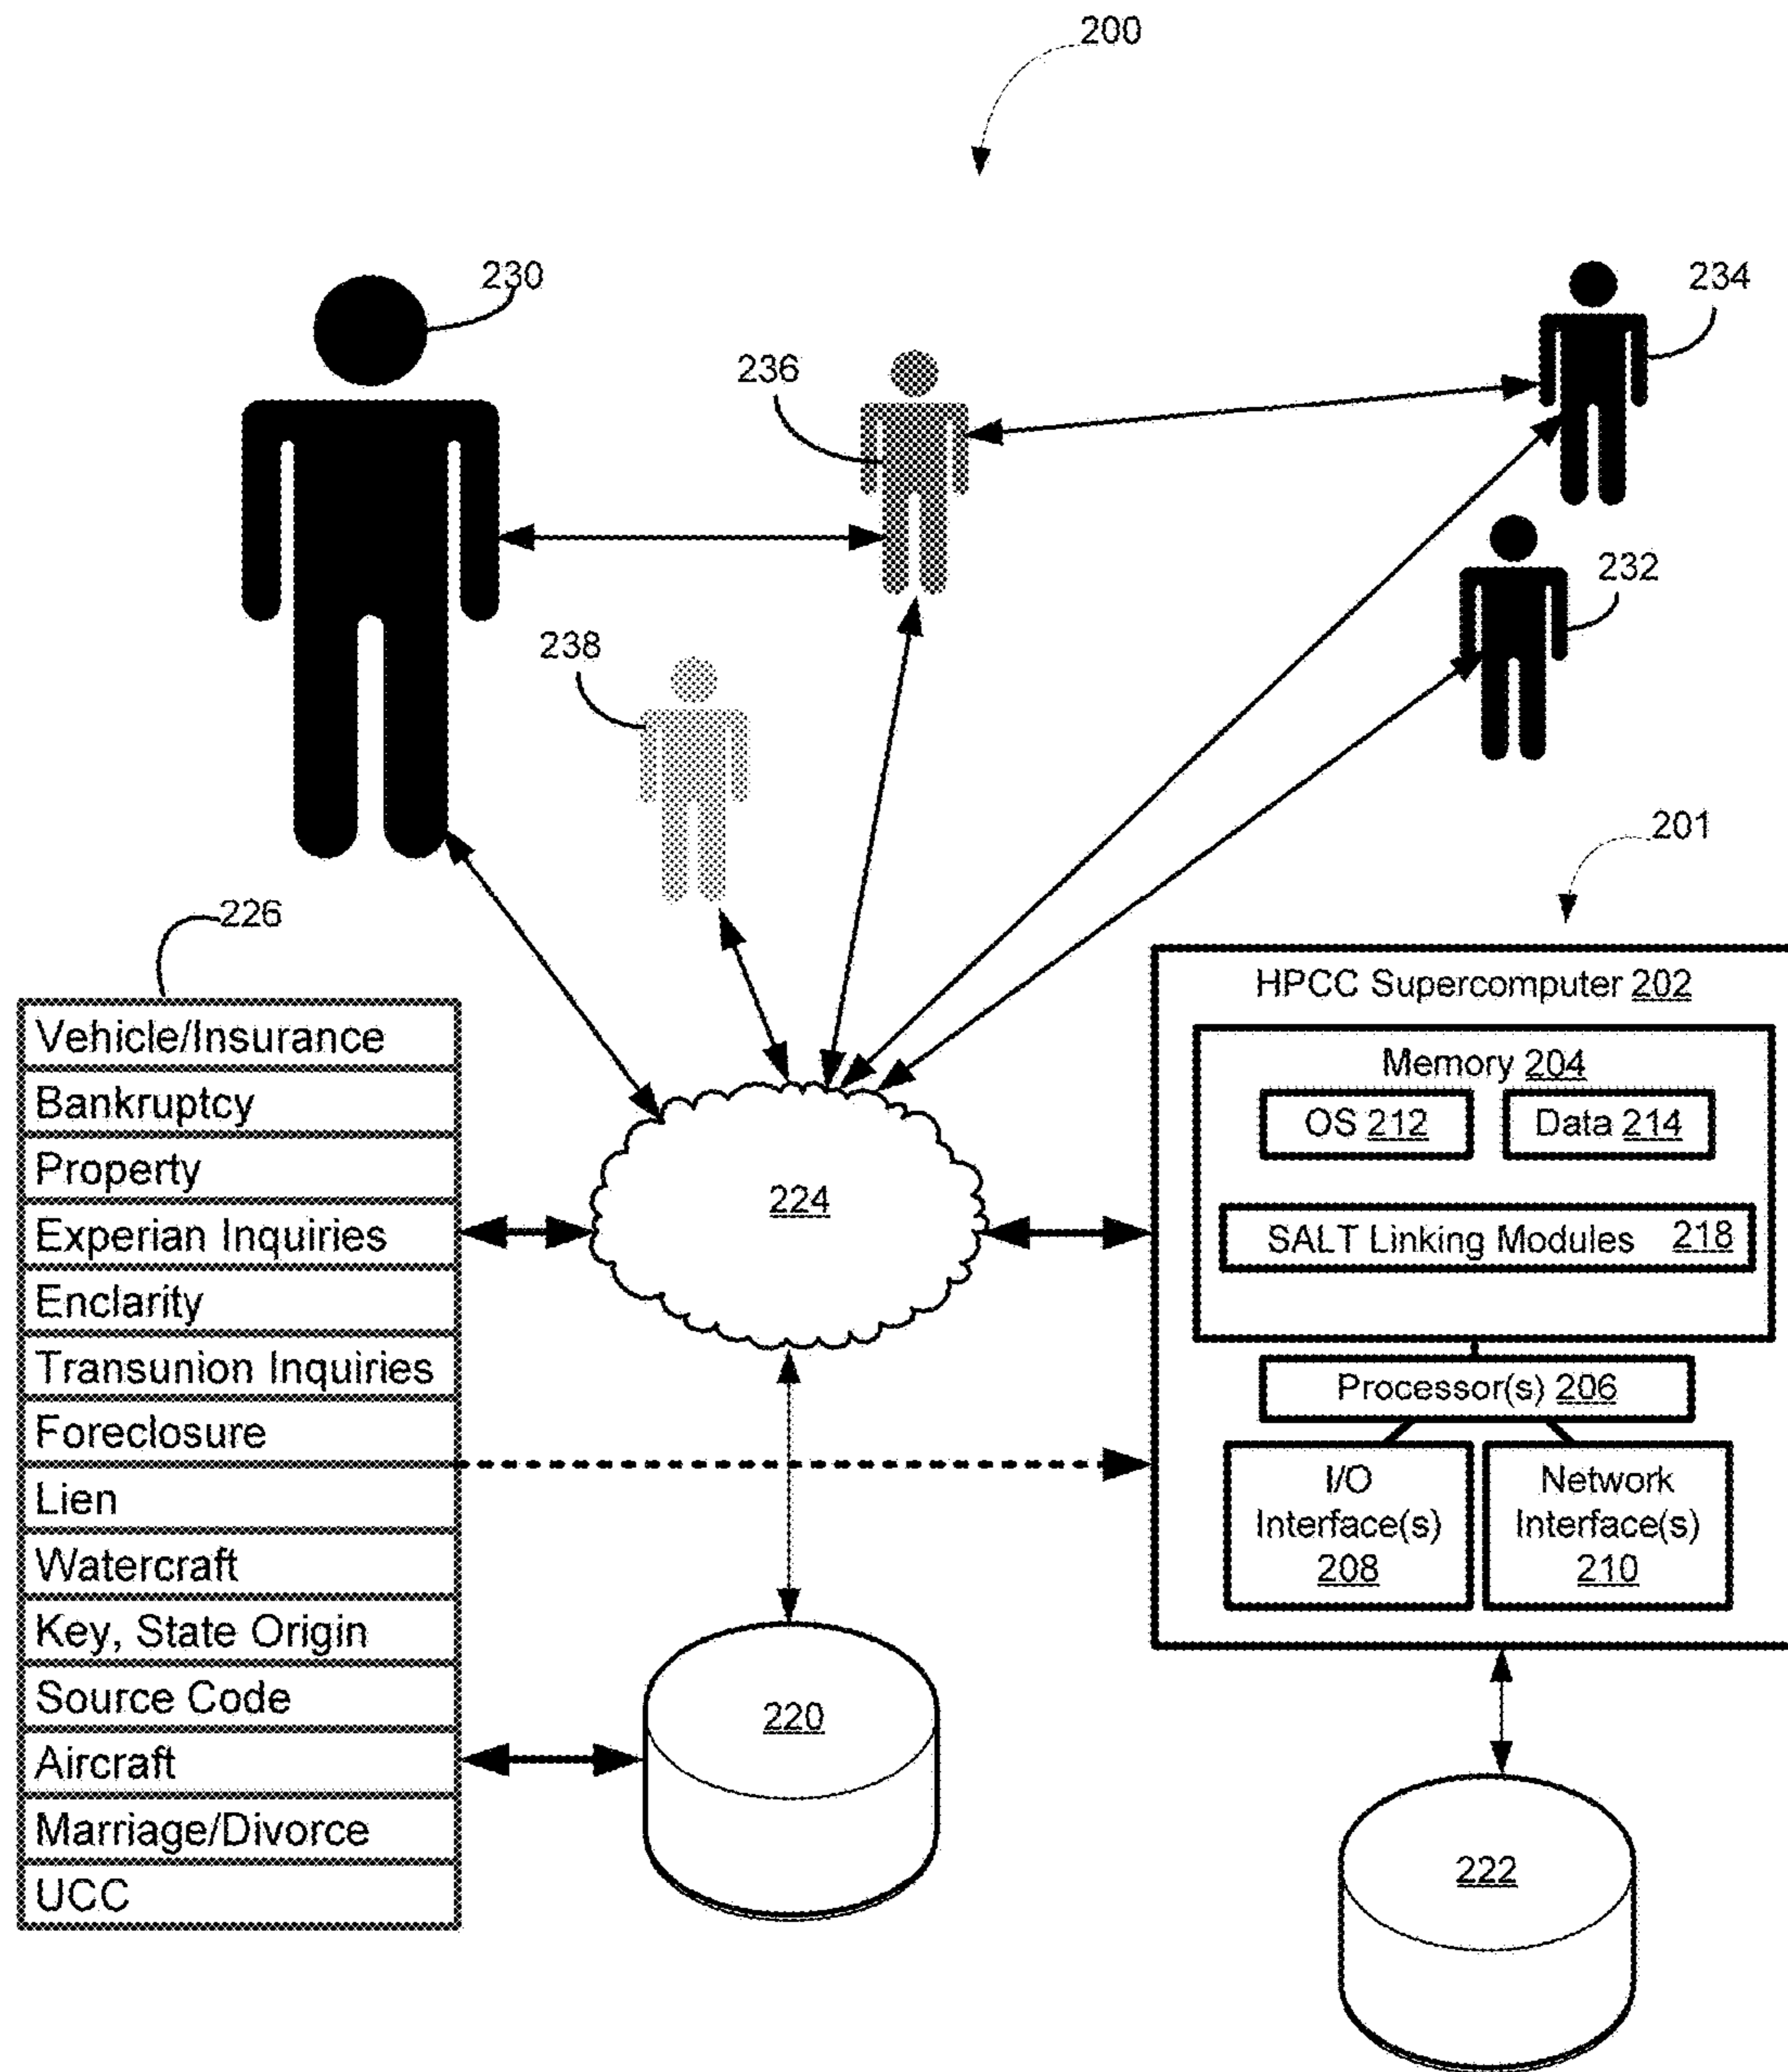 200
230
234
236
232
238
201
226
HPCC Supercomputer 202
Memory 204
OS 212
Data 214
SALT Linking Modules 218
Processor(s) 206
I/O
Interface(s)
208
Network
Interface(s)
210
Vehicle/Insurance
Bankruptcy
Property
Experian Inquiries
Enclarity
Transunion Inquiries
Foreclosure
Lien
Watercraft
Key, State Origin
Source Code
Aircraft
Marriage/Divorce
UCC
224
220
222